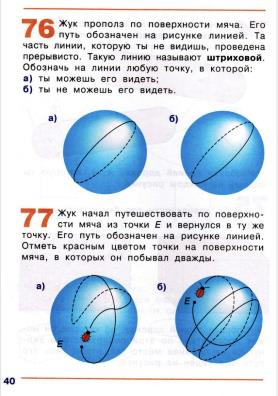 76 Жук прополз по поверхности мяча. Его
путь обозначен на рисунке линией. Та
часть линии, которую ты не видишь, проведена
прерывисто. Такую линию называют штриховой.
Обозначь на линии любую точку, в которой:
а) ты можешь его видеть;
б) ты не можешь его видеть.
а) б)
77 Жук начал путешествовать по поверхно-
сти мяча из точки E и вернулся в ту же
точку. Его путь обозначен на рисунке линией.
Отметь красным цветом точки на поверхности
мяча, в которых он побывал дважды.
а) б)
E
E
40